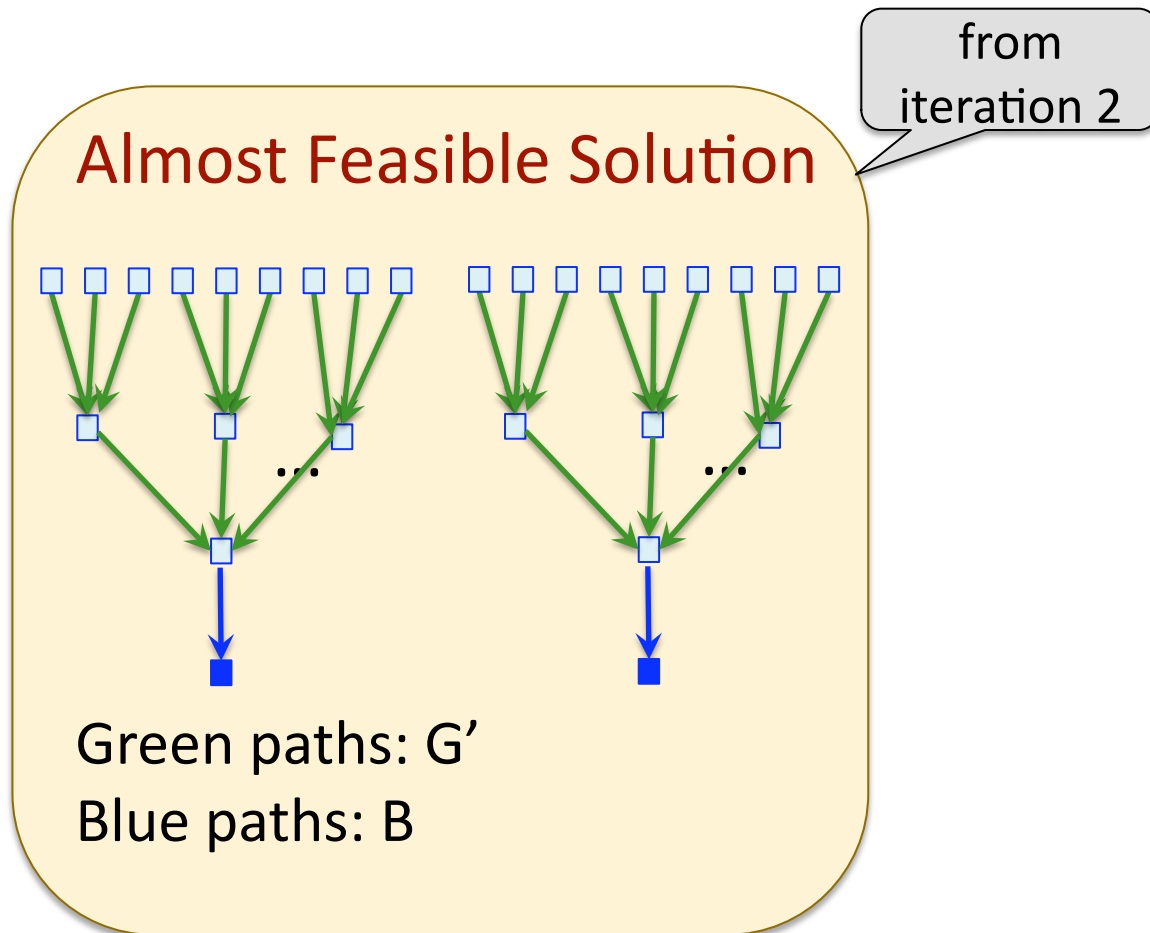 from
iteration 2
Almost Feasible Solution
...
...
Green paths: G’
Blue paths: B